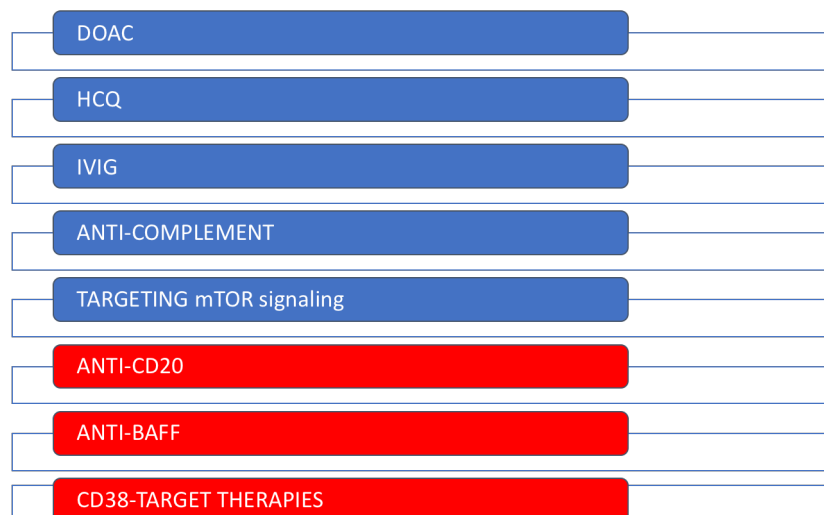 DOAC
HCQ
IVIG
ANTI-COMPLEMENT
TARGETING mTOR signaling
ANTI-CD20
ANTI-BAFF
CD38-TARGET THERAPIES